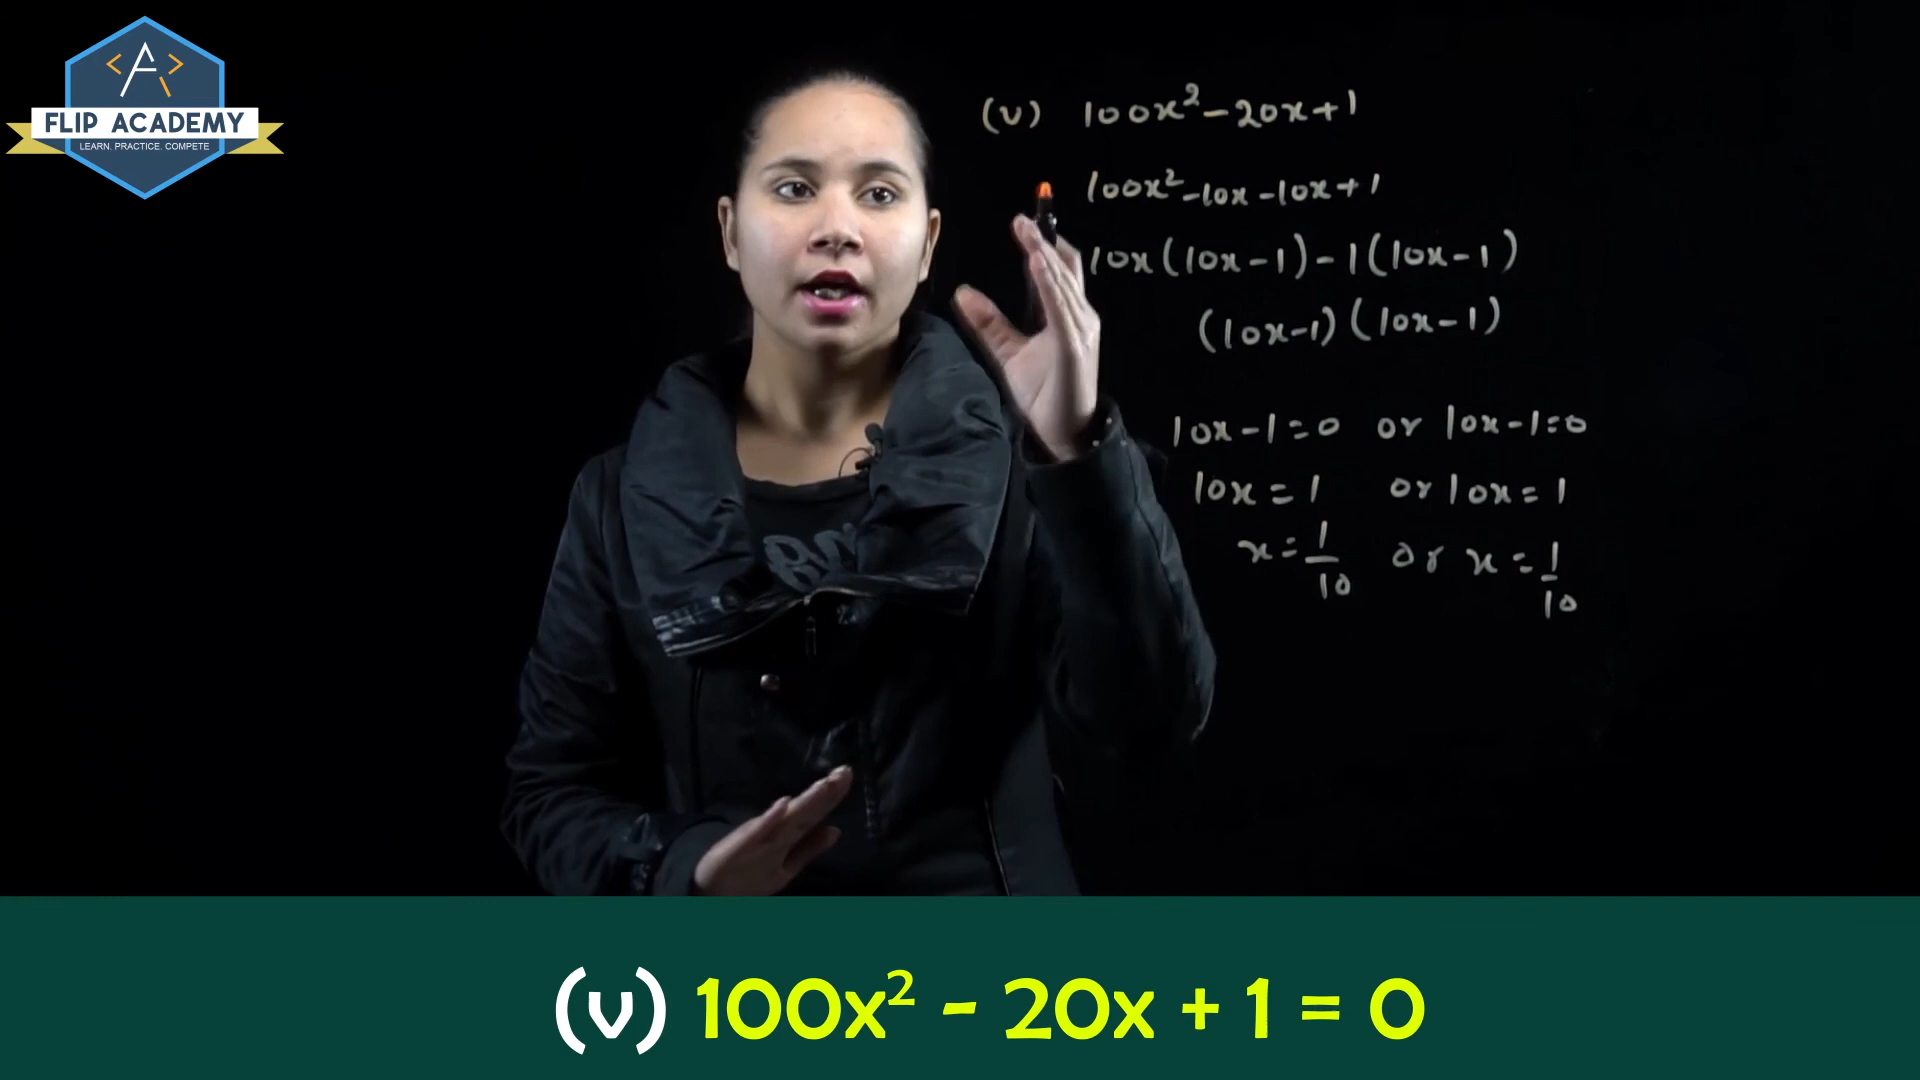 FLIP ACADEMY
LEARN. PRACTICE. COMPETE
(v) 100x² - 20x + 1
100x² - 10x - 10x + 1
10x (10x - 1) - 1 (10x - 1)
(10x - 1) (10x - 1)
10x - 1 = 0 or 10x - 1 = 0
10x = 1 or 10x = 1
x = 1/10 or x = 1/10
(v) 100x² - 20x + 1 = 0